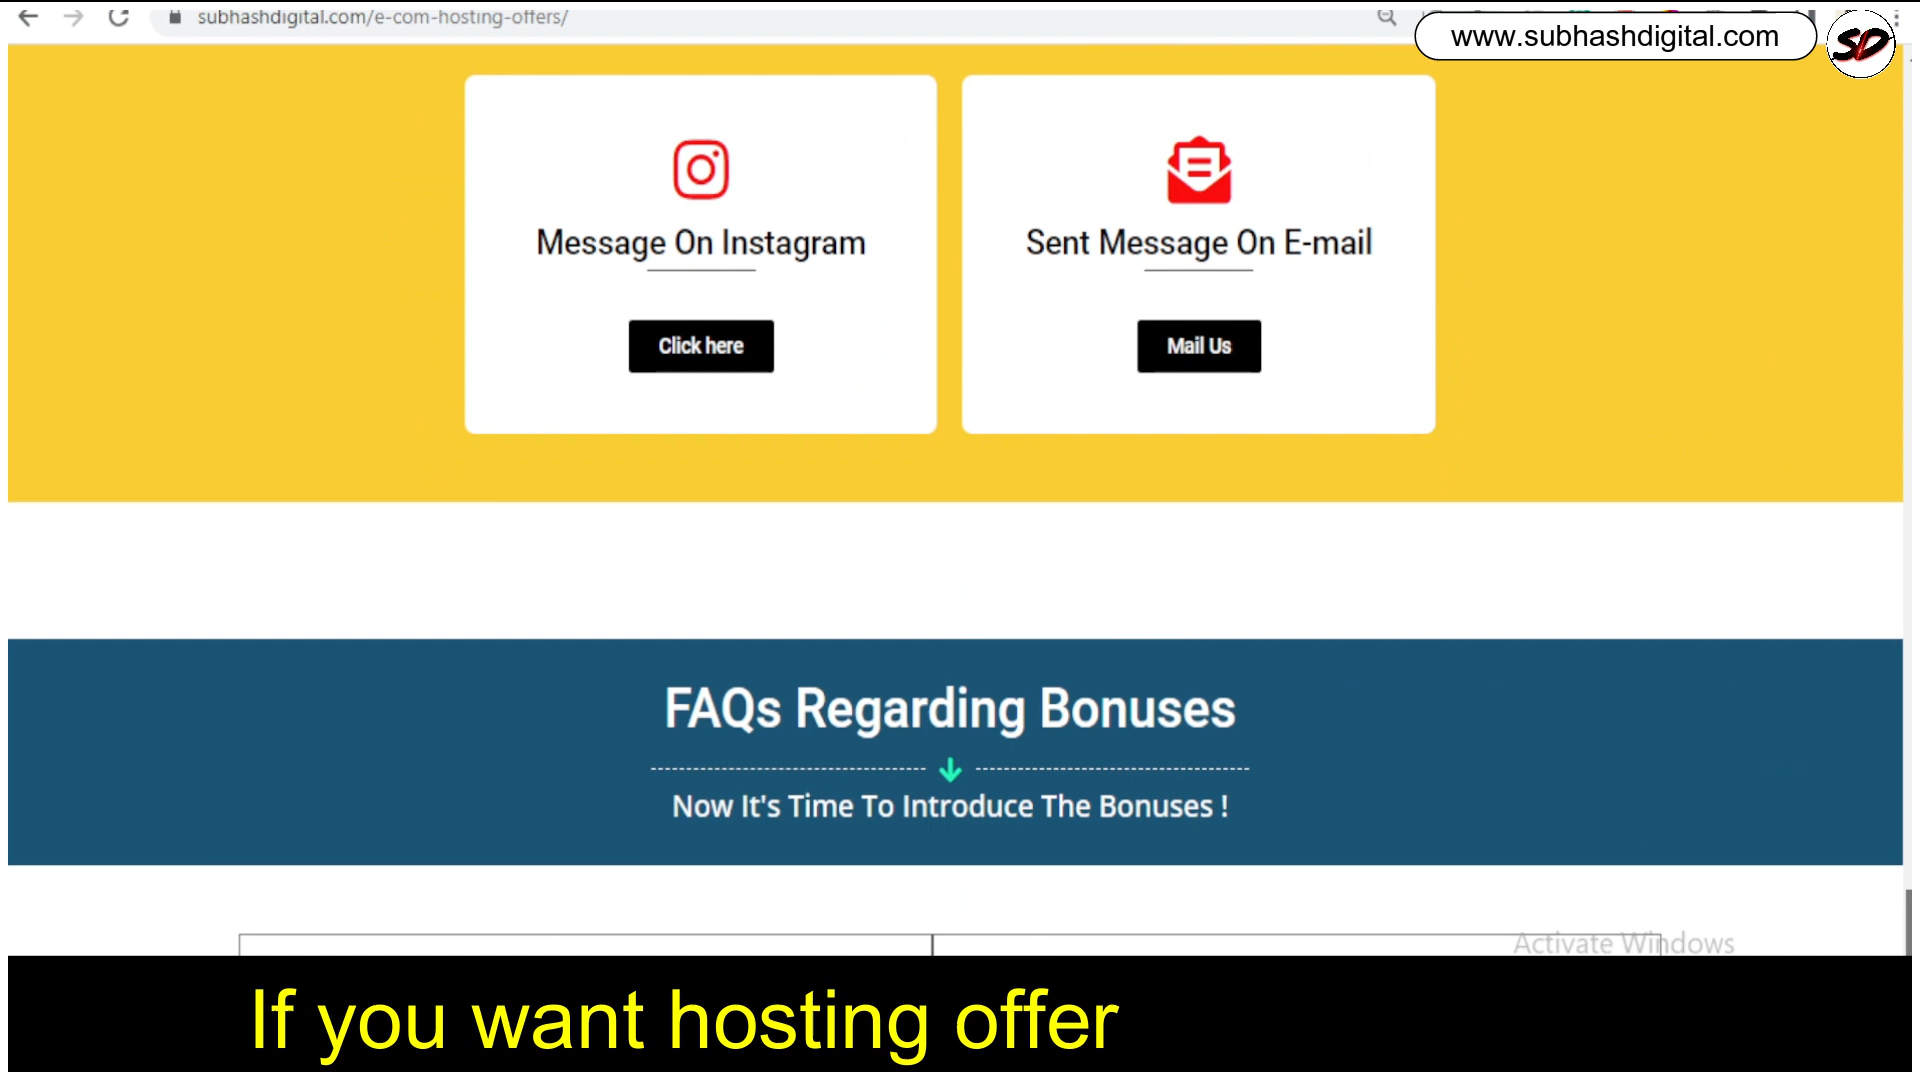 subhashdigital.com/e-com-hosting-offers/
www.subhashdigital.com
SD
Message On Instagram
Sent Message On E-mail
Click here
Mail Us
FAQs Regarding Bonuses
Now It's Time To Introduce The Bonuses !
Activate Windows
If you want hosting offer